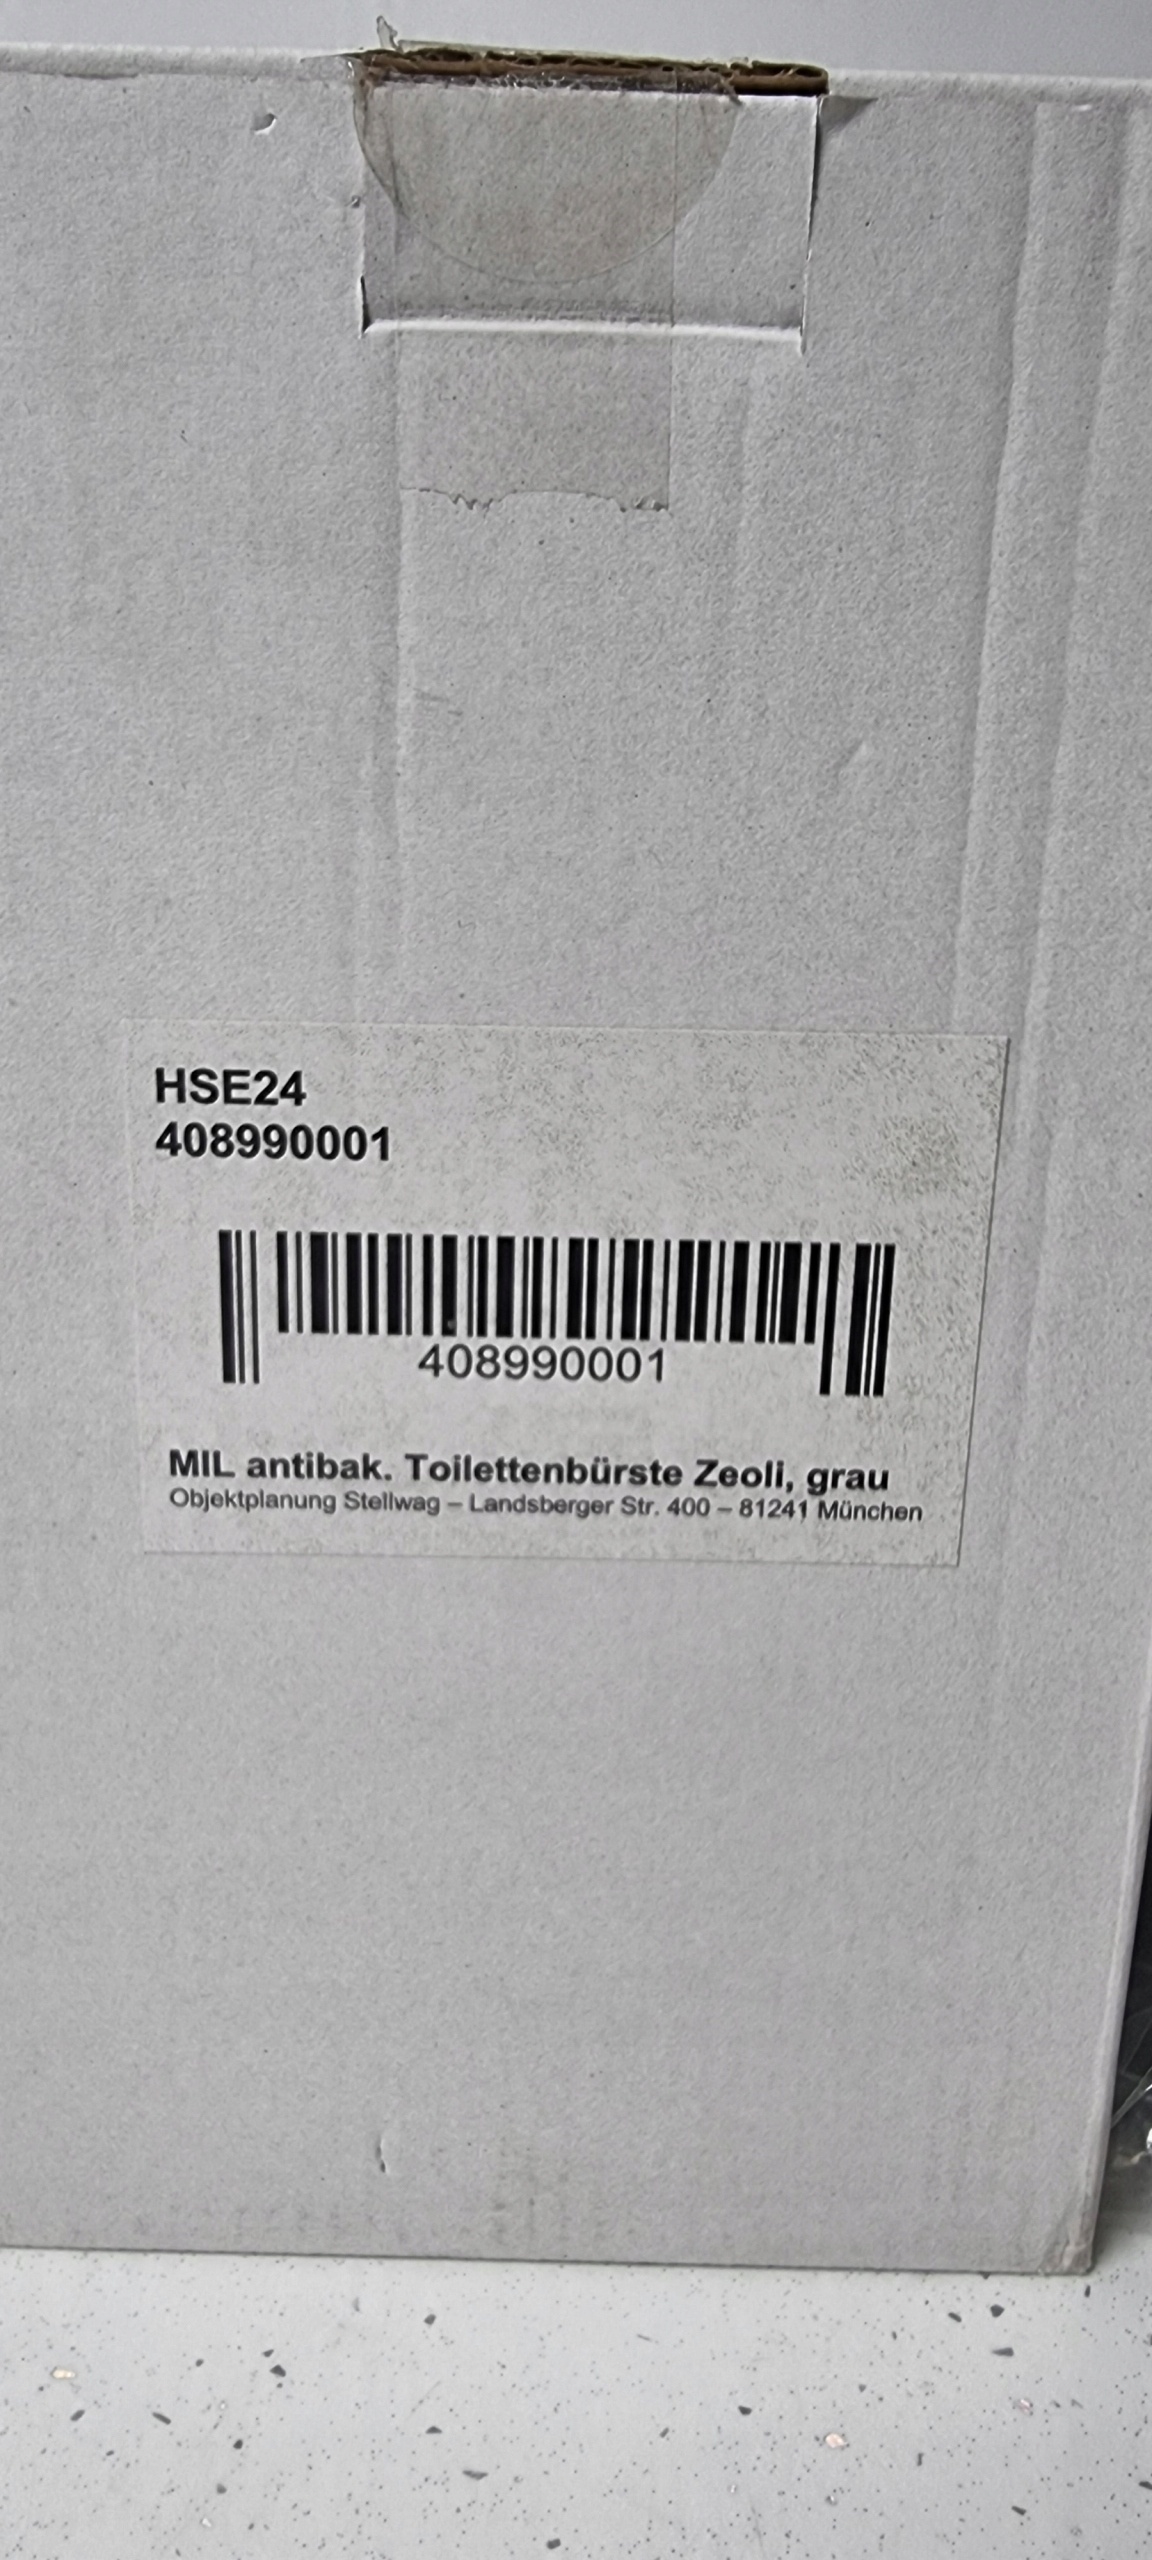 HSE24
408990001
408990001
MIL antibak. Toilettenbürste Zeoli, grau
Objektplanung Stellwag – Landsberger Str. 400 – 81241 München